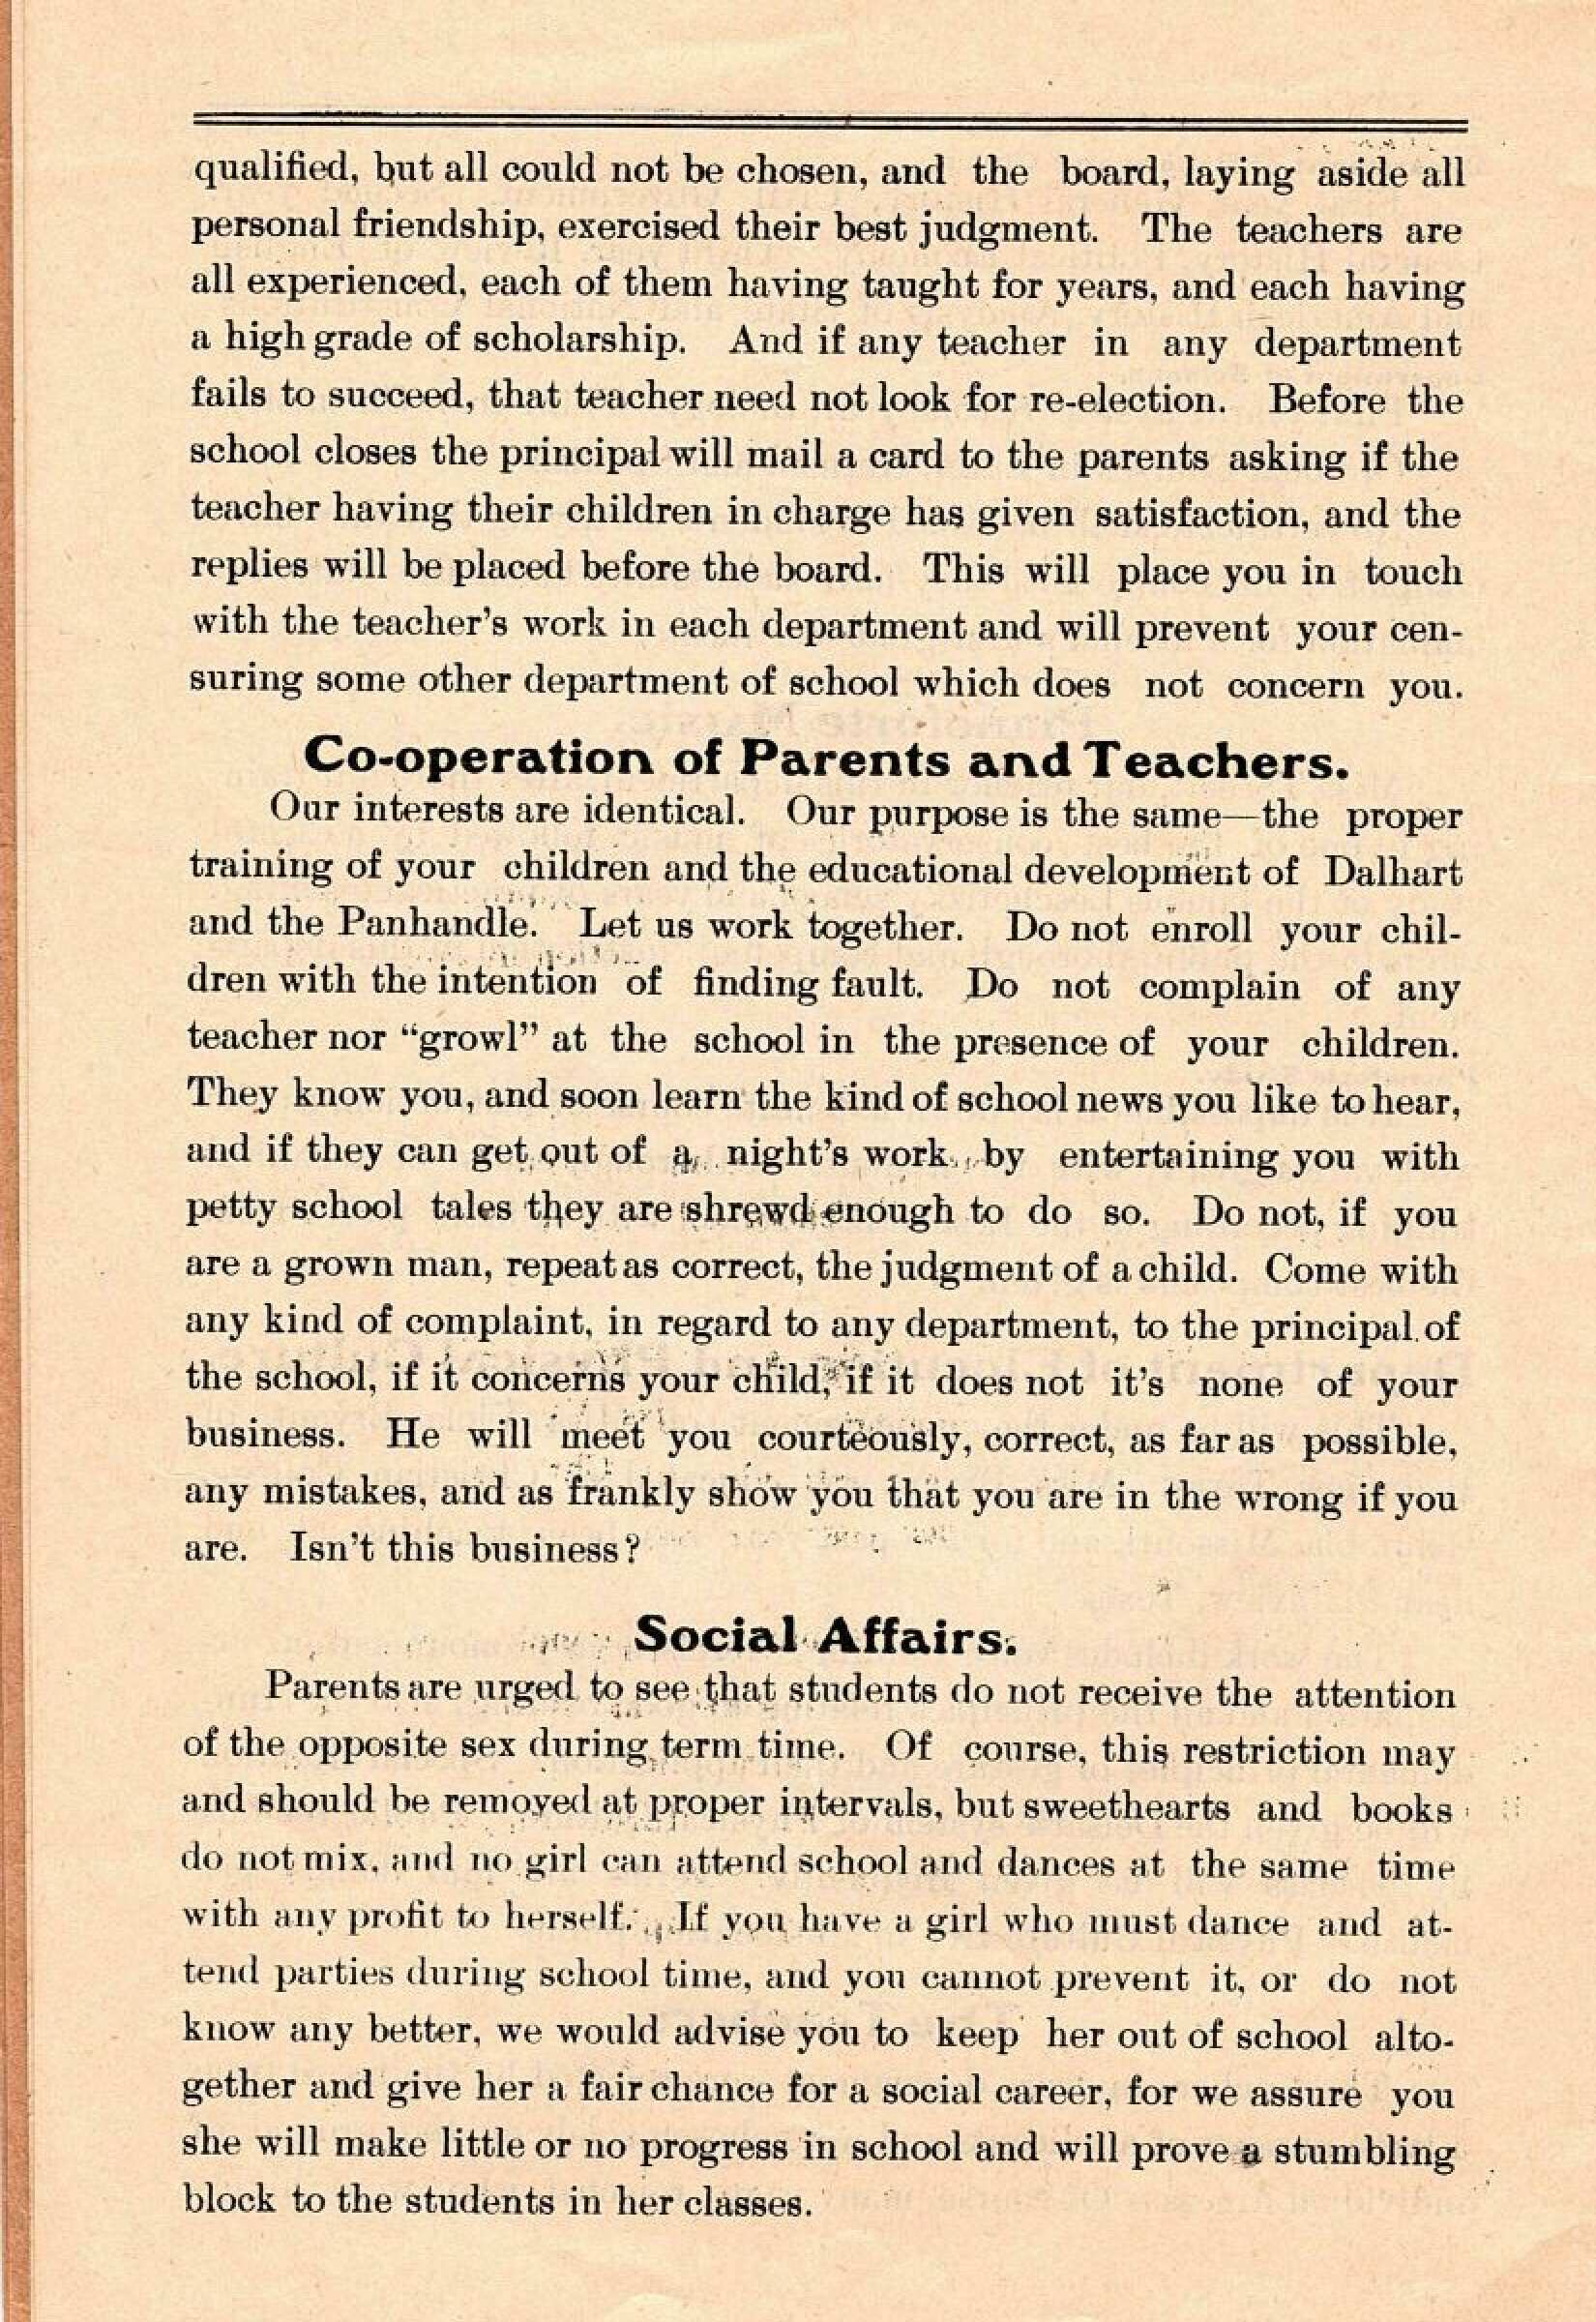 qualified, but all could not be chosen, and the board, laying aside all
personal friendship, exercised their best judgment. The teachers are
all experienced, each of them having taught for years, and each having
a high grade of scholarship. And if any teacher in any department
fails to succeed, that teacher need not look for re-election. Before the
school closes the principal will mail a card to the parents asking if the
teacher having their children in charge has given satisfaction, and the
replies will be placed before the board. This will place you in touch
with the teacher's work in each department and will prevent your cen-
suring some other department of school which does not concern you.
Co-operation of Parents and Teachers.
Our interests are identical. Our purpose is the same—the proper
training of your children and the educational development of Dalhart
and the Panhandle. Let us work together. Do not enroll your chil-
dren with the intention of finding fault. Do not complain of any
teacher nor "growl" at the school in the presence of your children.
They know you, and soon learn the kind of school news you like to hear,
and if they can get out of a night's work by entertaining you with
petty school tales they are shrewd enough to do so. Do not, if you
are a grown man, repeat as correct, the judgment of a child. Come with
any kind of complaint, in regard to any department, to the principal of
the school, if it concerns your child, if it does not it's none of your
business. He will meet you courteously, correct, as far as possible,
any mistakes, and as frankly show you that you are in the wrong if you
are. Isn't this business?
Social Affairs.
Parents are urged to see that students do not receive the attention
of the opposite sex during term time. Of course, this restriction may
and should be removed at proper intervals, but sweethearts and books
do not mix, and no girl can attend school and dances at the same time
with any profit to herself. If you have a girl who must dance and at-
tend parties during school time, and you cannot prevent it, or do not
know any better, we would advise you to keep her out of school alto-
gether and give her a fair chance for a social career, for we assure you
she will make little or no progress in school and will prove a stumbling
block to the students in her classes.